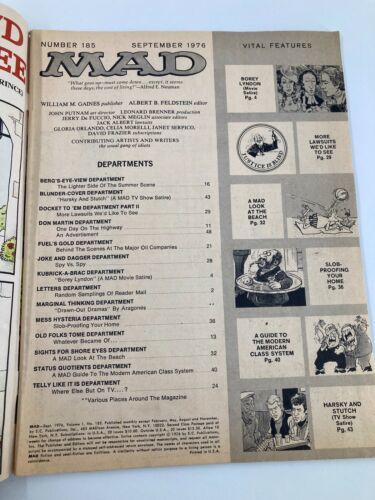 NUMBER 185
SEPTEMBER 1976
VITAL FEATURES
MAD
"What goes up—must come down... except, it seems
these days, the cost of living!"—Alfred E. Neuman
WILLIAM M. GAINES publisher ALBERT B. FELDSTEIN editor
JOHN PUTNAM art director LEONARD BRENNER production
JERRY DE FUCCIO, NICK MEGLIN associate editors
JACK ALBERT lawsuits
GLORIA ORLANDO, CELIA MORELLI, JANET SERPICO,
DAVID FRAZIER subscriptions
CONTRIBUTING ARTISTS AND WRITERS
the usual gang of idiots
DEPARTMENTS
BERG'S-EYE-VIEW DEPARTMENT
The Lighter Side Of The Summer Scene 16
BLUNDER-COVER DEPARTMENT
"Harsky And Stutch" (A MAD TV Show Satire) 43
DOCKET TO 'EM DEPARTMENT PART II
More Lawsuits We'd Like To See 29
DON MARTIN DEPARTMENT
One Day On The Highway 11
An Advertisement 48
FUEL'S GOLD DEPARTMENT
Behind The Scenes At The Major Oil Companies 21
JOKE AND DAGGER DEPARTMENT
Spy Vs. Spy 28
KUBRICK-A-BRAC DEPARTMENT
"Borey Lyndon" (A MAD Movie Satire) 4
LETTERS DEPARTMENT
Random Samplings Of Reader Mail 2
MARGINAL THINKING DEPARTMENT
"Drawn-Out Dramas" By Aragonés **
MESS HYSTERIA DEPARTMENT
Slob-Proofing Your Home 36
OLD FOLKS TOME DEPARTMENT
Whatever Became Of... 13
SIGHTS FOR SHORE EYES DEPARTMENT
A MAD Look At The Beach 32
STATUS QUOTIENTS DEPARTMENT
A MAD Guide To The Modern American Class System 40
TELLY LIKE IT IS DEPARTMENT
Where Else But On T.V....? 24
**Various Places Around the Magazine
BOREY
LYNDON
(Movie
Satire)
Pg. 4
JUSTICE IS BLIND
MORE
LAWSUITS
WE'D LIKE
TO SEE
Pg. 29
A MAD
LOOK
AT THE
BEACH
Pg. 32
SLOB-
PROOFING
YOUR
HOME
Pg. 36
A GUIDE TO
THE MODERN
AMERICAN
CLASS SYSTEM
Pg. 40
HARSKY
AND
STUTCH
(TV Show
Satire)
Pg. 43